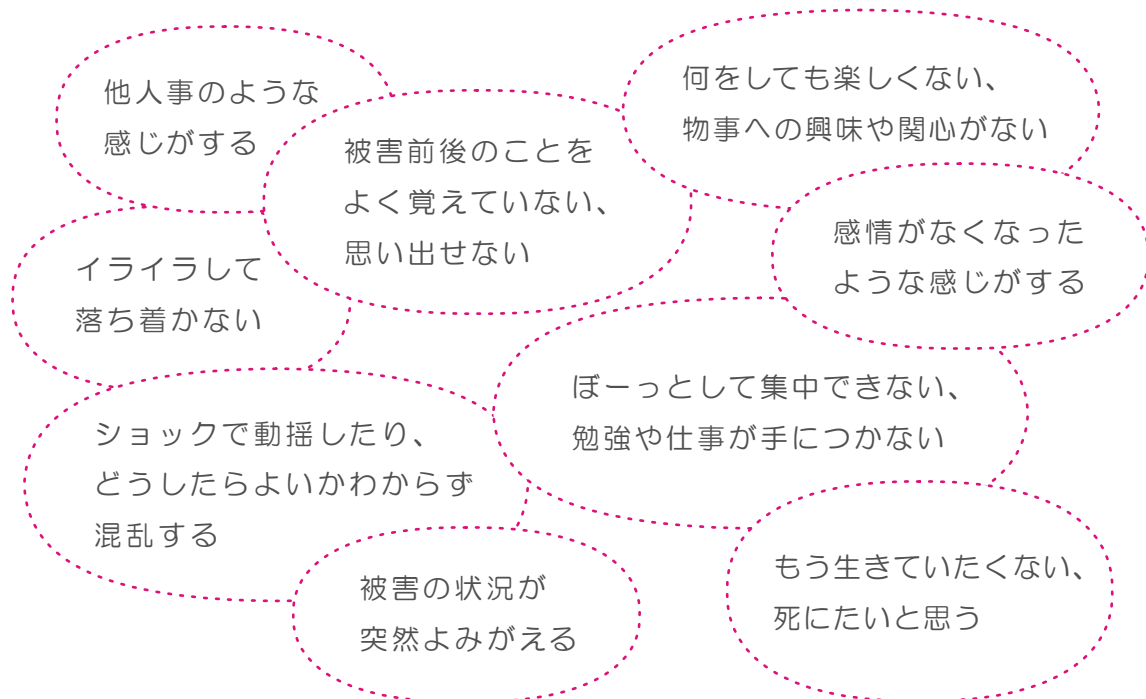 他人事のような
感じがする
何をしても楽しくない、
物事への興味や関心がない
被害前後のことを
よく覚えていない、
思い出せない
感情がなくなった
ような感じがする
イライラして
落ち着かない
ぼーっとして集中できない、
勉強や仕事が手につかない
ショックで動揺したり、
どうしたらよいかわからず
混乱する
もう生きていたくない、
死にたいと思う
被害の状況が
突然よみがえる